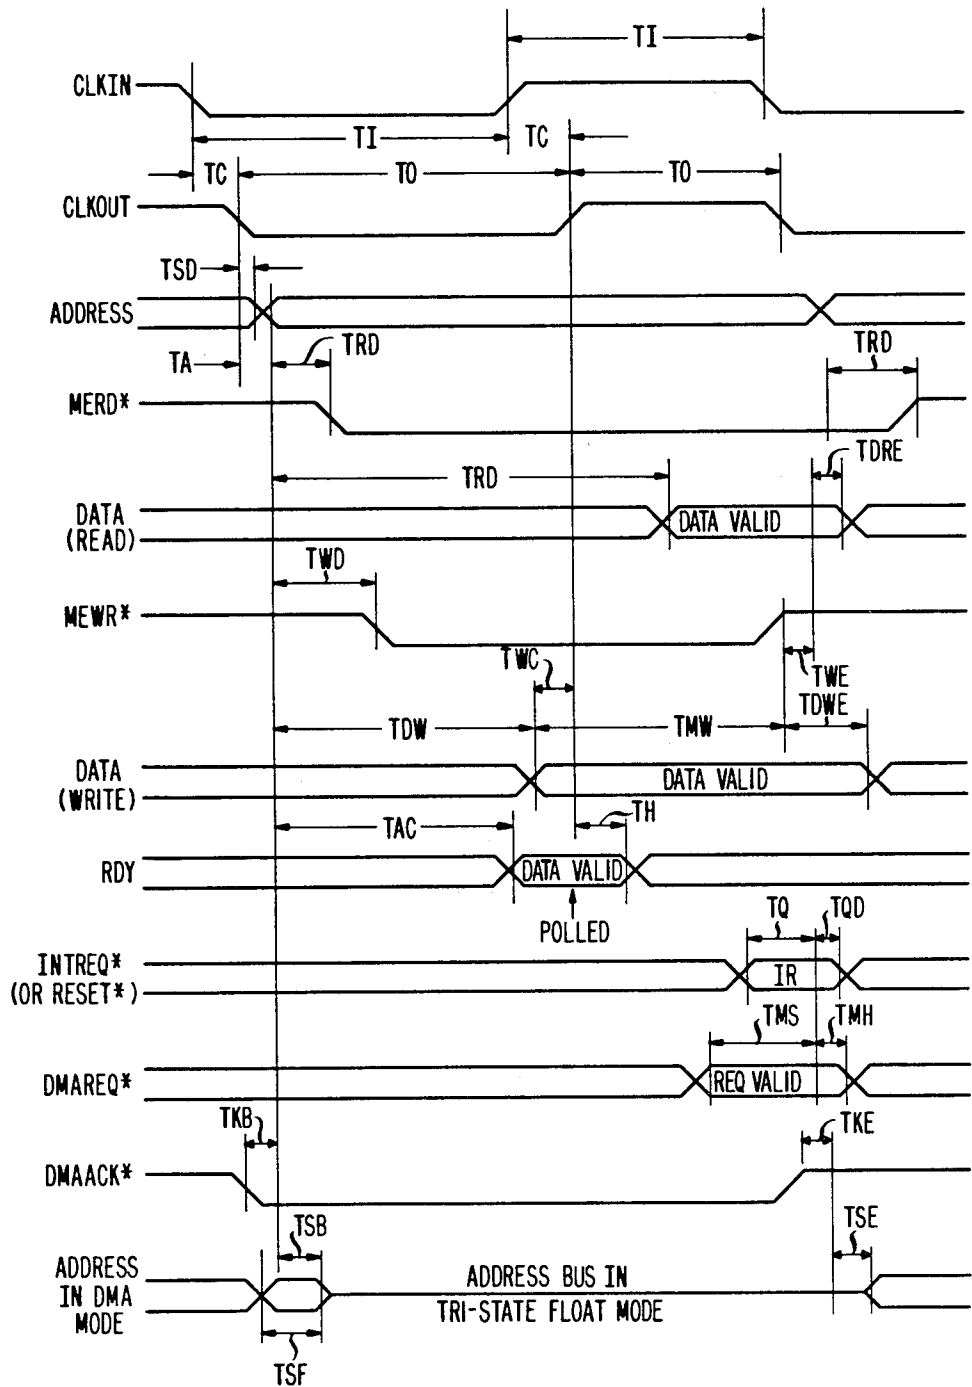 TI
CLKIN
TI
TC
TC
TO
TO
CLKOUT
TSD
ADDRESS
TA
TRD
TRD
MERD*
TDRE
TRD
DATA
(READ)
DATA VALID
TWD
MEWR*
TWC
TWE
TDWE
TDW
TMW
DATA
(WRITE)
DATA VALID
TH
TAC
RDY
DATA VALID
POLLED
TQ
TQD
INTREQ*
(OR RESET*)
IR
TMS
TMH
DMAREQ*
REQ VALID
TKB
TKE
DMAACK*
TSB
TSE
ADDRESS
IN DMA
MODE
ADDRESS BUS IN
TRI-STATE FLOAT MODE
TSF